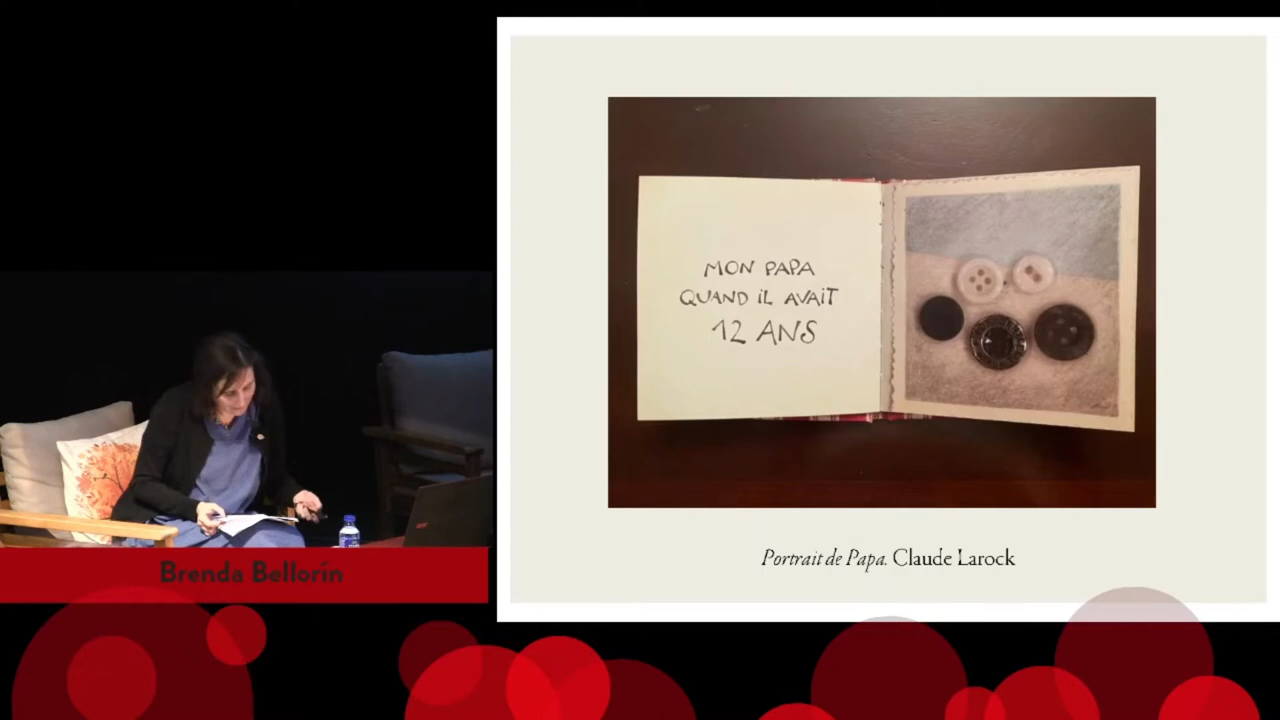 MON PAPA
QUAND iL AVAiT
12 ANS
Portrait de Papa. Claude Larock
Brenda Bellorín